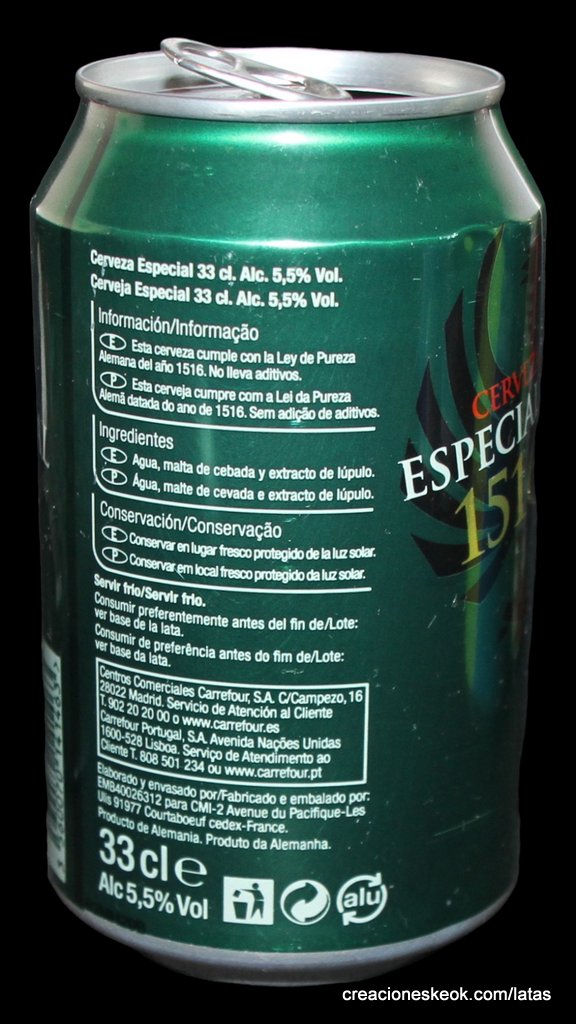 Cerveza Especial 33 cl. Alc. 5,5% Vol.
Cerveja Especial 33 cl. Alc. 5,5% Vol.
Información/Informação
E Esta cerveza cumple con la Ley de Pureza
Alemana del año 1516. No lleva aditivos.
P Esta cerveja cumpre com a Lei da Pureza
Alemã datada do ano de 1516. Sem adição de aditivos.
Ingredientes
E Agua, malta de cebada y extracto de lúpulo.
P Água, malte de cevada e extracto de lúpulo.
Conservación/Conservação
E Conservar en lugar fresco protegido de la luz solar.
P Conservar em local fresco protegido da luz solar.
Servir frío/Servir frio.
Consumir preferentemente antes del fin de/Lote:
ver base de la lata.
Consumir de preferência antes do fim de/Lote:
ver base da lata.
Centros Comerciales Carrefour, S.A. C/Campezo, 16
28022 Madrid. Servicio de Atención al Cliente
T. 902 20 20 00 o www.carrefour.es
Carrefour Portugal, S.A. Avenida Nações Unidas
1600-528 Lisboa. Serviço de Atendimento ao
Cliente T. 808 501 234 ou www.carrefour.pt
Elaborado y envasado por/Fabricado e embalado por:
EMB40026312 para CMI-2 Avenue du Pacifique-Les
Ulis 91977 Courtaboeuf cedex-France.
Producto de Alemania. Produto da Alemanha.
33 cl e
Alc 5,5% Vol
alu
ESPECIAL
151
creacioneskeok.com/latas